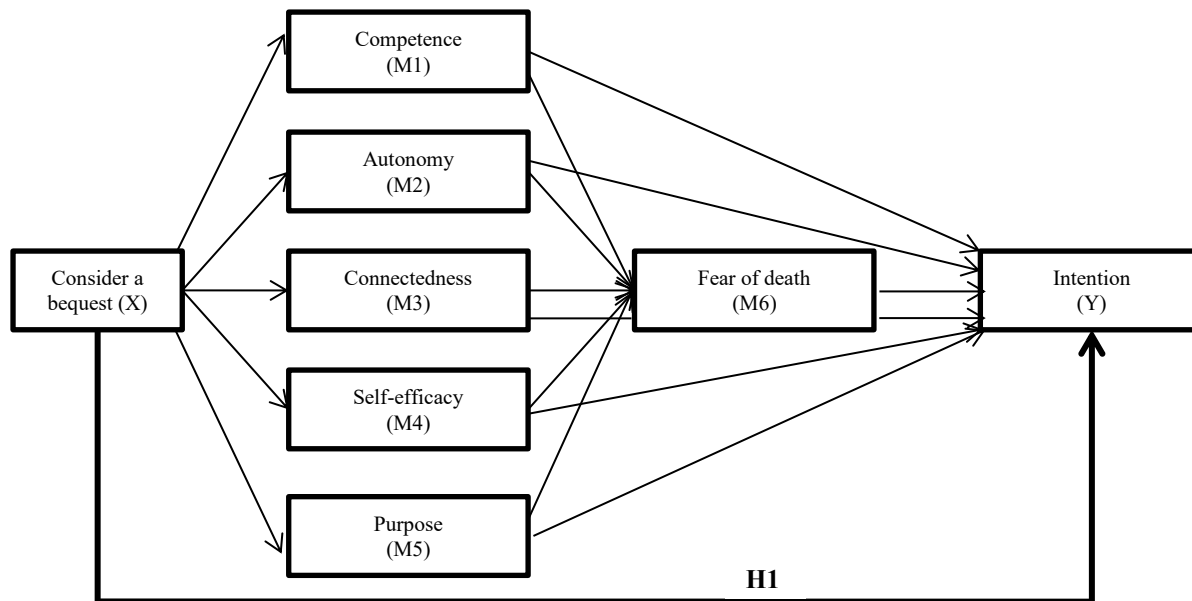 Competence
(M1)
Autonomy
(M2)
Consider a
bequest (X)
Connectedness
(M3)
Fear of death
(M6)
Intention
(Y)
Self-efficacy
(M4)
Purpose
(M5)
H1